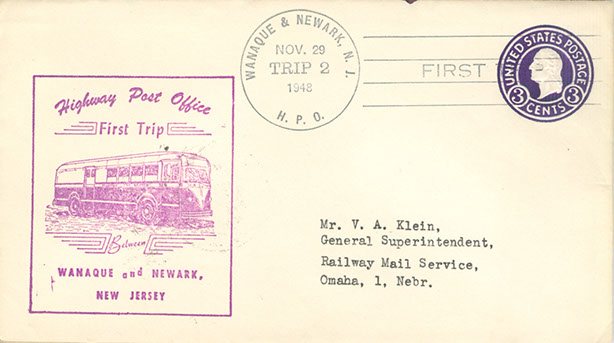 WANAQUE & NEWARK, N. J.
NOV. 29
TRIP 2
1948
H. P. O.
FIRST
UNITED STATES POSTAGE
3 CENTS 3
Highway Post Office
First Trip
Between
WANAQUE and NEWARK,
NEW JERSEY
Mr. V. A. Klein,
General Superintendent,
Railway Mail Service,
Omaha, 1, Nebr.